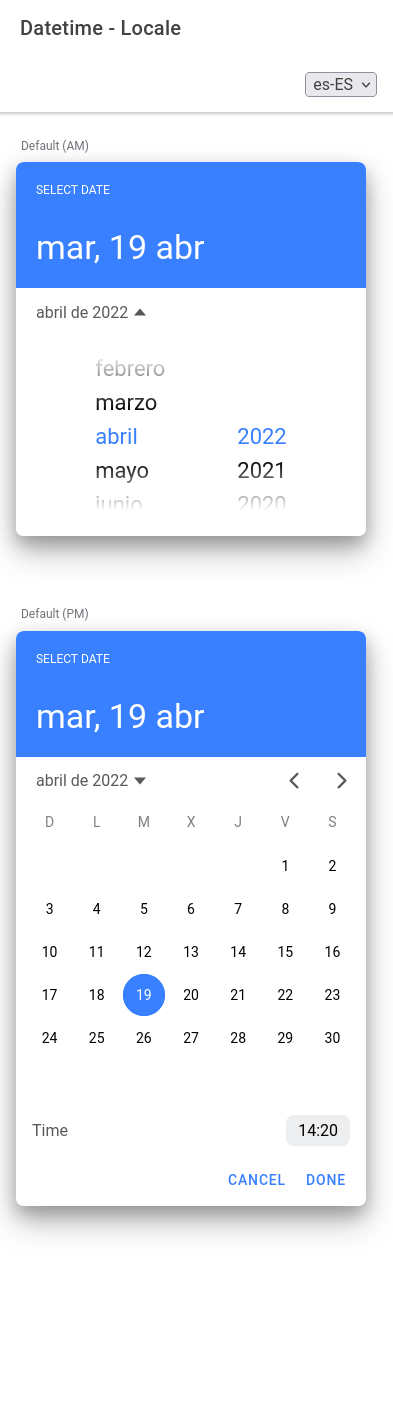 Datetime - Locale
es-ES
Default (AM)
SELECT DATE
mar, 19 abr
abril de 2022
febrero
marzo
abril 2022
mayo 2021
junio 2020
Default (PM)
SELECT DATE
mar, 19 abr
abril de 2022
D L M X J V S
1 2
3 4 5 6 7 8 9
10 11 12 13 14 15 16
17 18 19 20 21 22 23
24 25 26 27 28 29 30
Time 14:20
CANCEL DONE